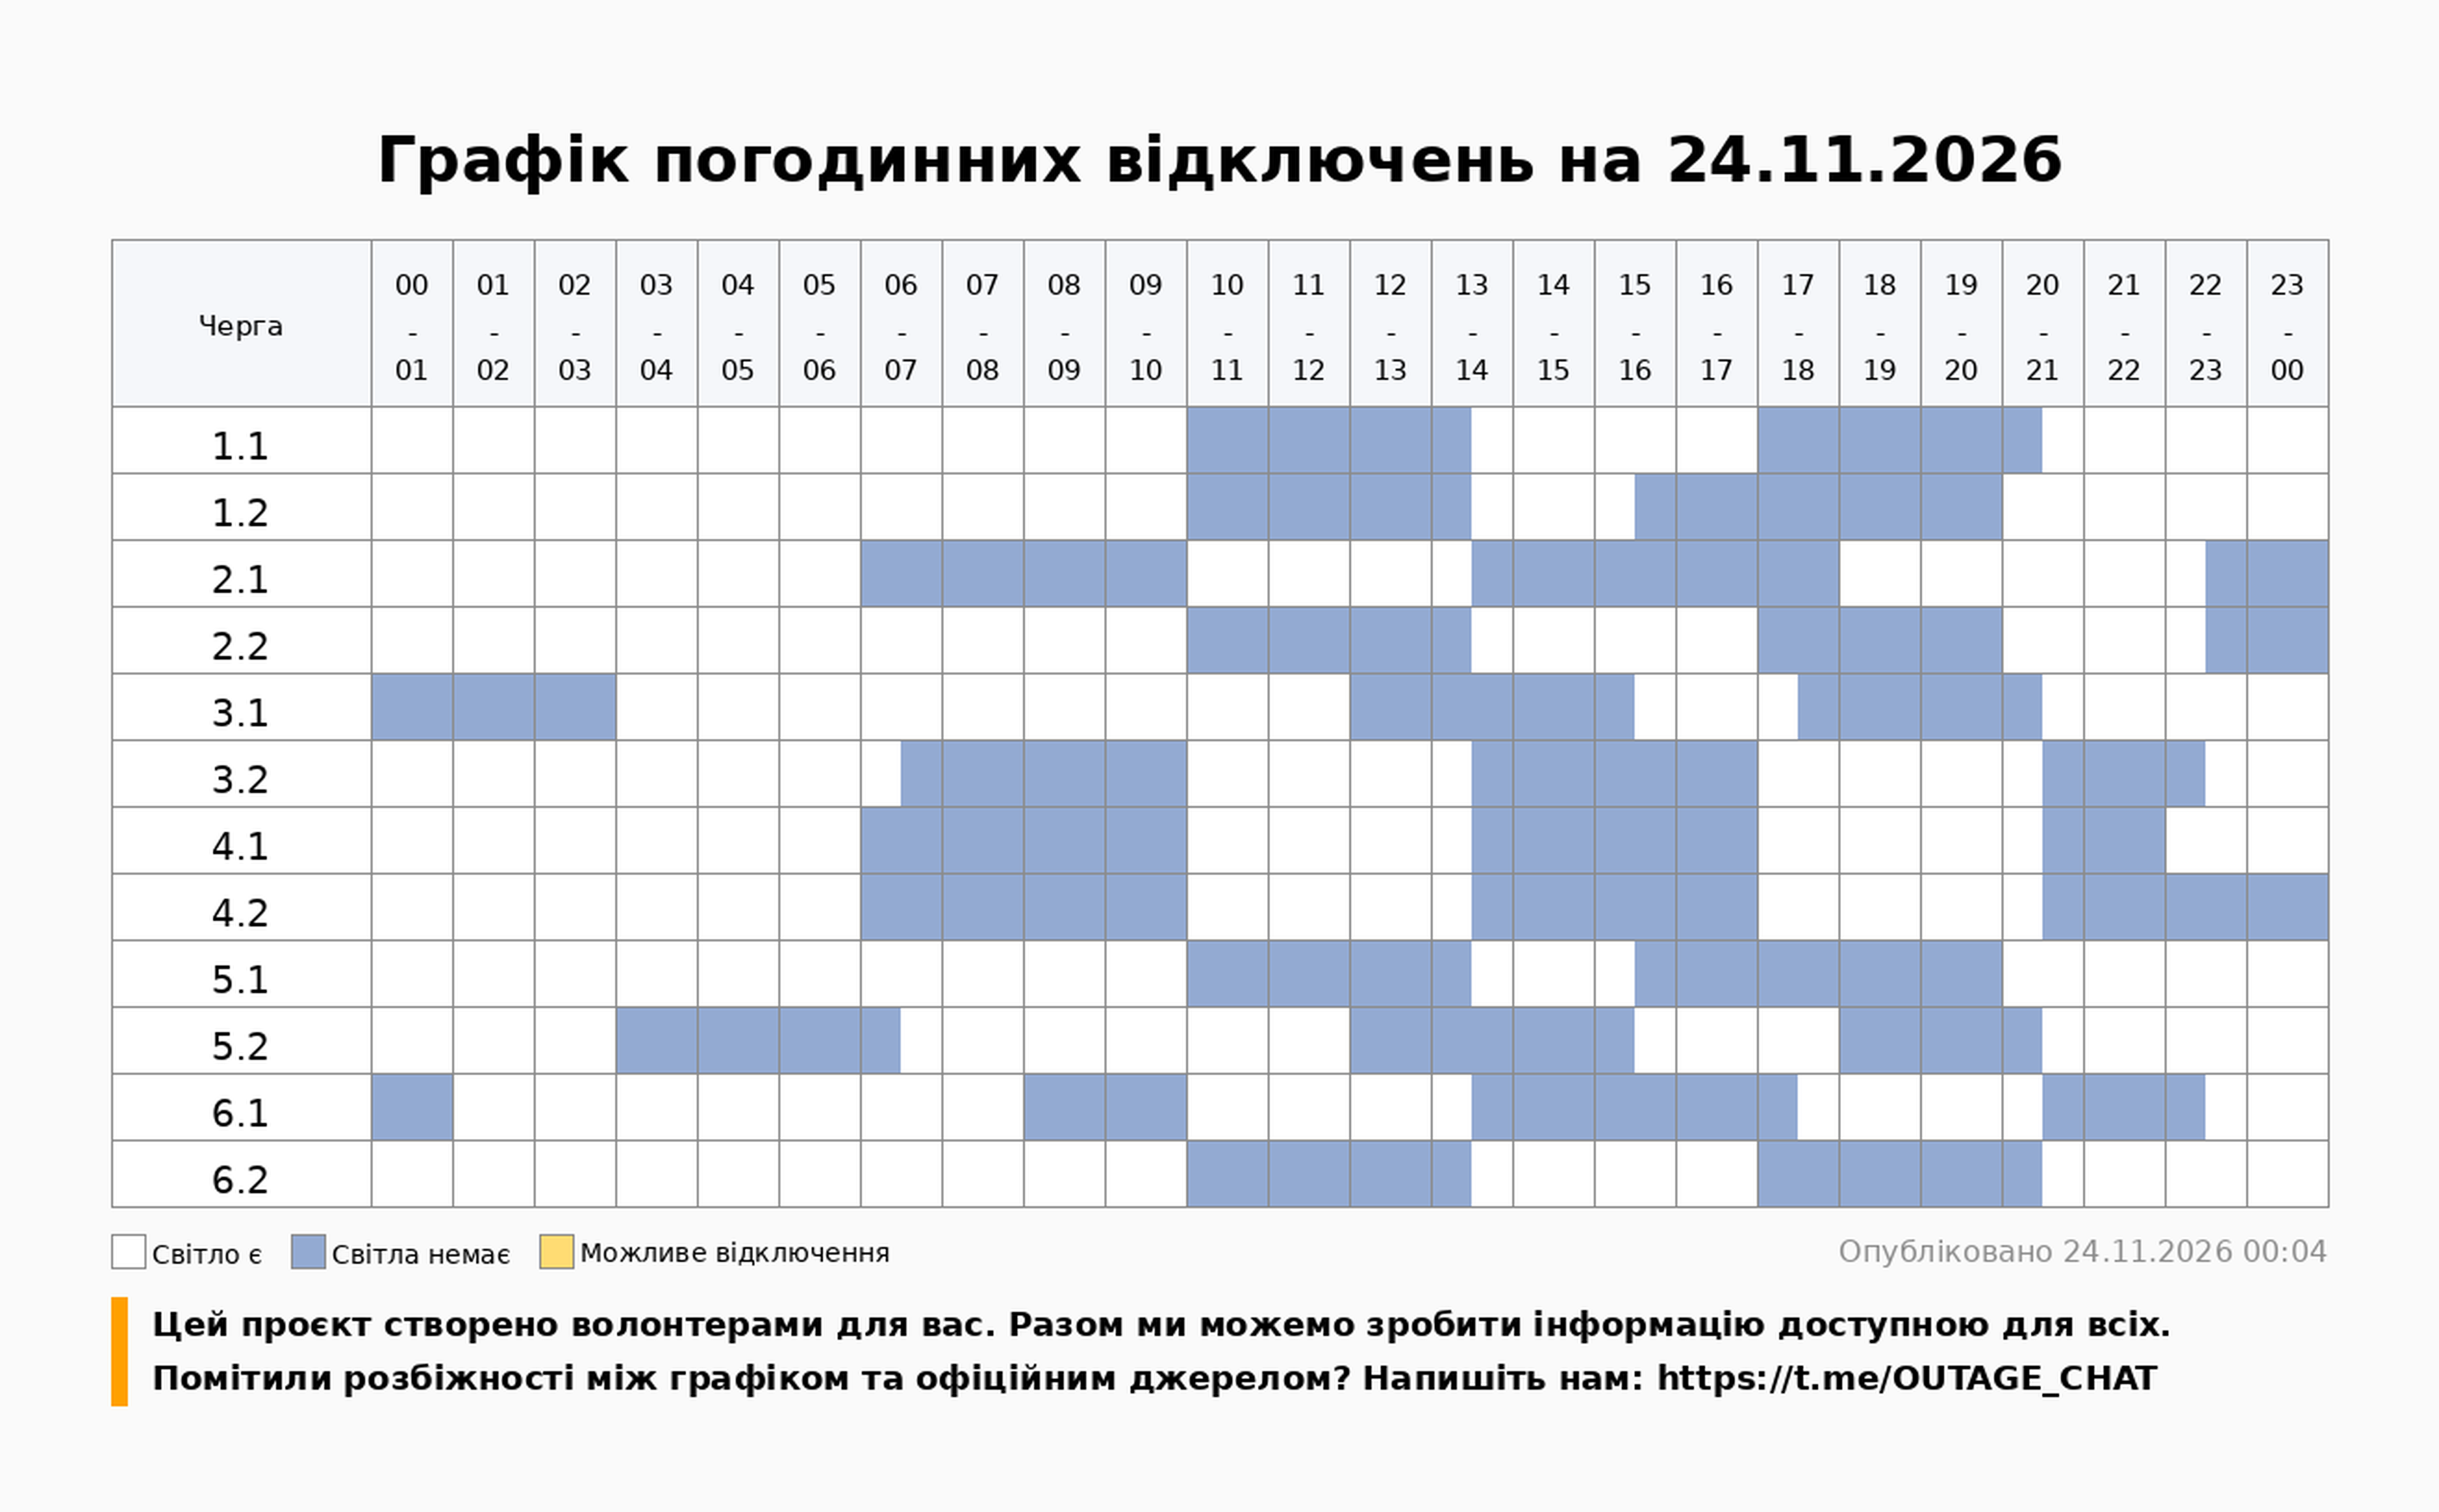 Графік погодинних відключень на 24.11.2026
Черга
00 - 01
01 - 02
02 - 03
03 - 04
04 - 05
05 - 06
06 - 07
07 - 08
08 - 09
09 - 10
10 - 11
11 - 12
12 - 13
13 - 14
14 - 15
15 - 16
16 - 17
17 - 18
18 - 19
19 - 20
20 - 21
21 - 22
22 - 23
23 - 00
1.1
1.2
2.1
2.2
3.1
3.2
4.1
4.2
5.1
5.2
6.1
6.2
Світло є
Світла немає
Можливе відключення
Опубліковано 24.11.2026 00:04
Цей проєкт створено волонтерами для вас. Разом ми можемо зробити інформацію доступною для всіх.
Помітили розбіжності між графіком та офіційним джерелом? Напишіть нам: https://t.me/OUTAGE_CHAT